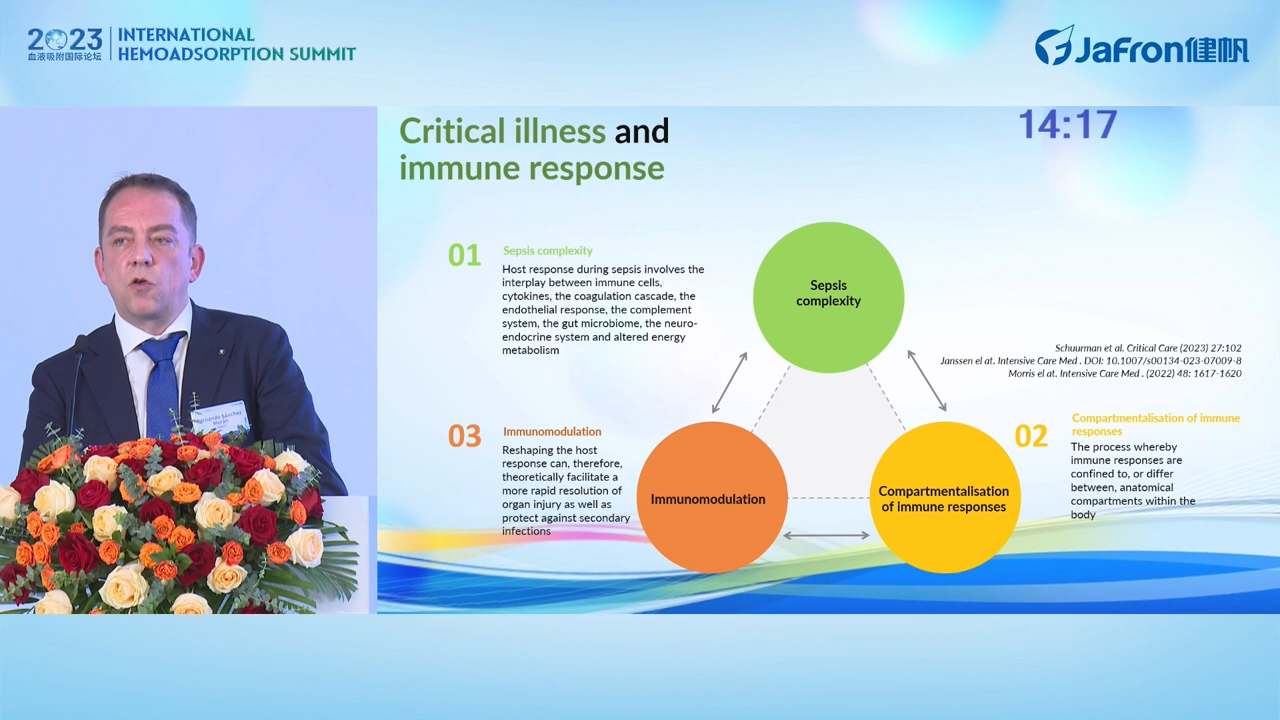 2023
血液吸附国际论坛
INTERNATIONAL
HEMOADSORPTION SUMMIT
JaFron健帆
14:17
Critical illness and
immune response
01
Sepsis complexity
Host response during sepsis involves the
interplay between immune cells,
cytokines, the coagulation cascade, the
endothelial response, the complement
system, the gut microbiome, the neuro-
endocrine system and altered energy
metabolism
Sepsis
complexity
Schuurman et al. Critical Care (2023) 27:102
Janssen el at. Intensive Care Med . DOI: 10.1007/s00134-023-07009-8
Morris el at. Intensive Care Med . (2022) 48: 1617-1620
03
Immunomodulation
Reshaping the host
response can, therefore,
theoretically facilitate a
more rapid resolution of
organ injury as well as
protect against secondary
infections
Immunomodulation
Compartmentalisation
of immune responses
02
Compartmentalisation of immune
responses
The process whereby
immune responses are
confined to, or differ
between, anatomical
compartments within the
body
Fernando Sánchez
Morán